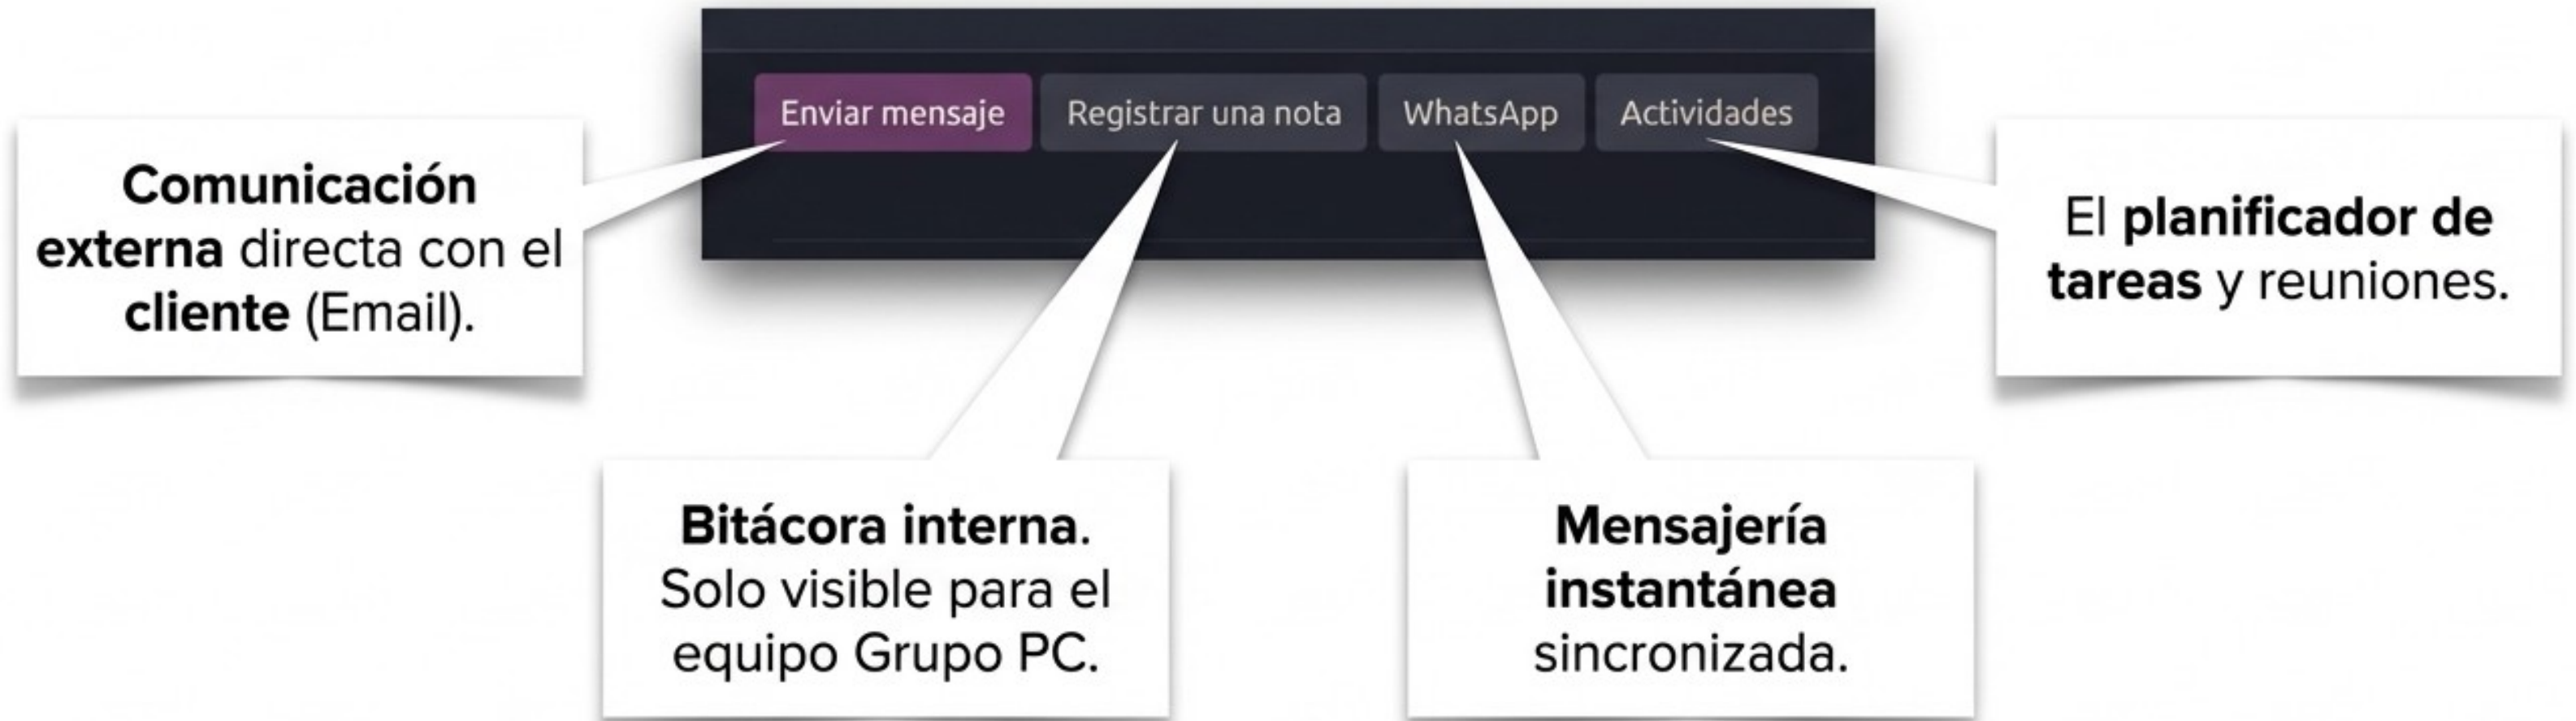 Enviar mensaje
Registrar una nota
WhatsApp
Actividades
Comunicación
externa directa con el
cliente (Email).
Bitácora interna.
Solo visible para el
equipo Grupo PC.
Mensajería
instantánea
sincronizada.
El planificador de
tareas y reuniones.